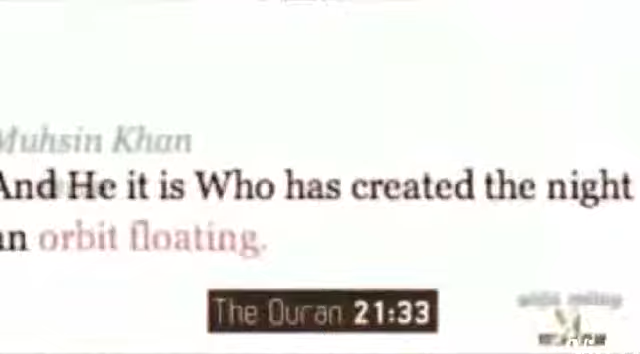 Muhsin Khan
And He it is Who has created the night
an orbit floating.
The Quran 21:33